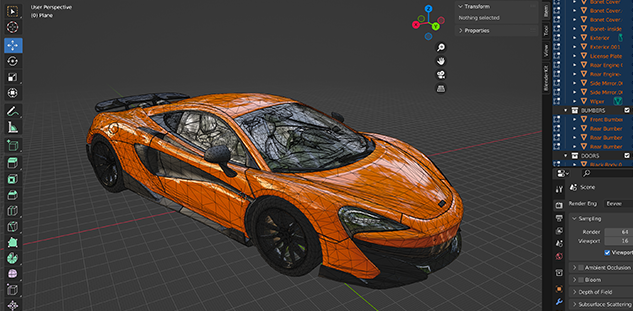 User Perspective
(0) Plane
Transform
Nothing selected
Properties
Item
Tool
View
BlenderKit
Bonet Cover
Bonet Cover-
Bonet Cover-
Bonet- Inside
Exterior
Exterior.001
License Plate
Rear Engine (
Rear Engine-
Side Mirror.00
Side Mirror.00
Wiper
BUMBERS
Front Bumber
Rear Bumber
Rear Bumber
Rear Bumber
DOORS
Scene
Render Eng
Eevee
Sampling
Render
64
Viewport
16
Viewport
Ambient Occlusion
Bloom
Depth of Field
Subsurface Scattering
X
Y
Z